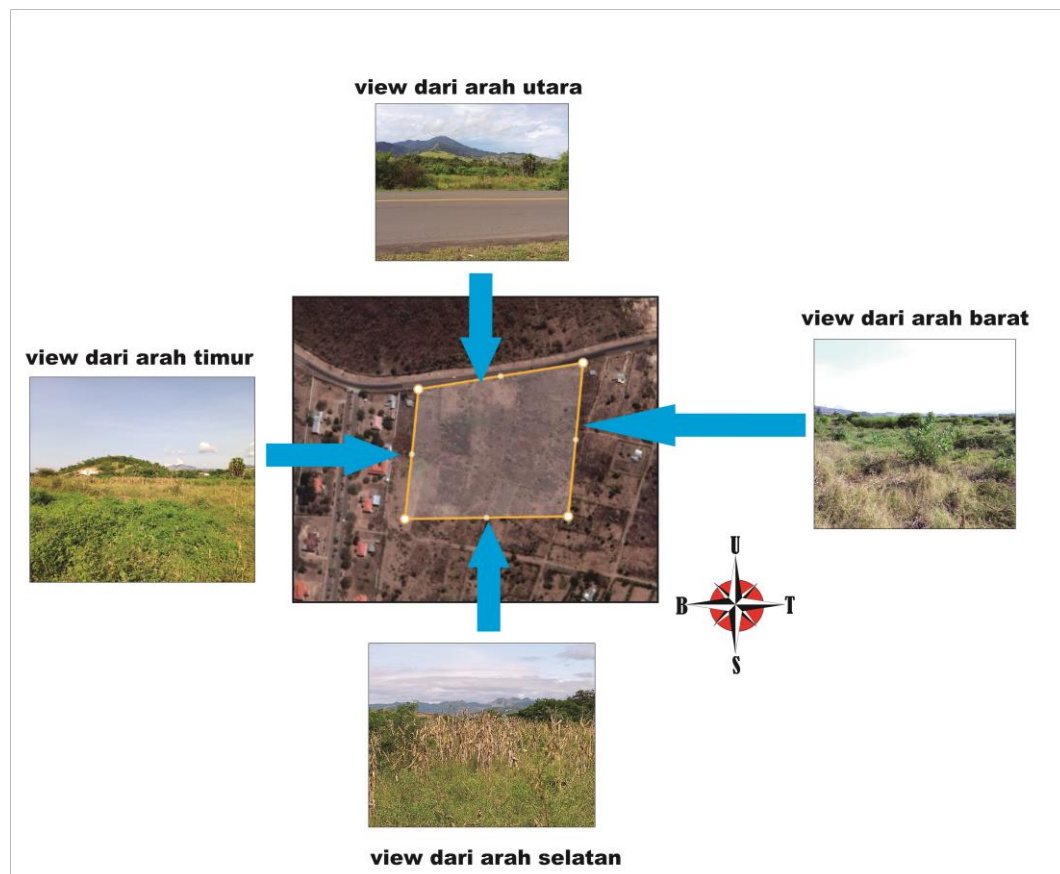 view dari arah utara
view dari arah barat
view dari arah timur
U
B
T
S
view dari arah selatan